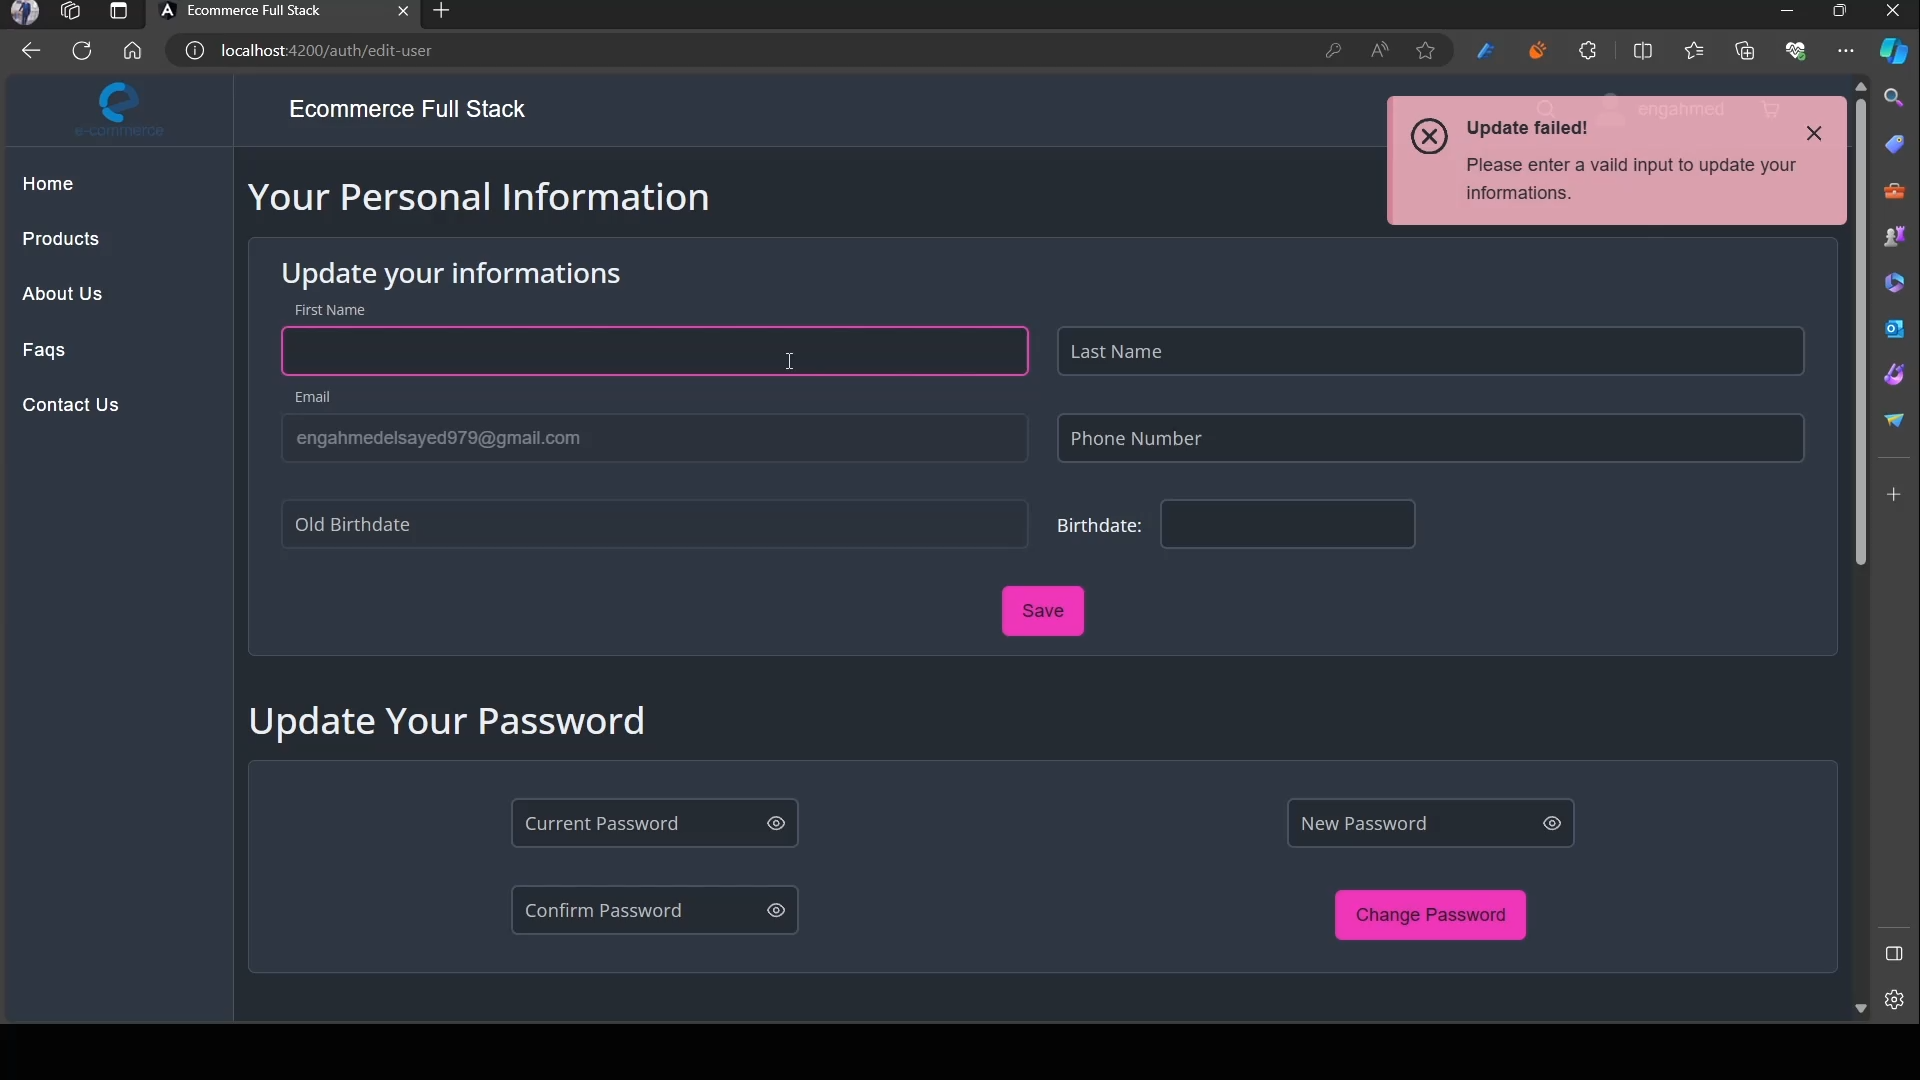 Ecommerce Full Stack
localhost:4200/auth/edit-user
e-commerce
Ecommerce Full Stack
engahmed
Update failed!
Please enter a vaild input to update your
informations.
Home
Products
About Us
Faqs
Contact Us
Your Personal Information
Update your informations
First Name
Last Name
Email
engahmedelsayed979@gmail.com
Phone Number
Old Birthdate
Birthdate:
Save
Update Your Password
Current Password
New Password
Confirm Password
Change Password